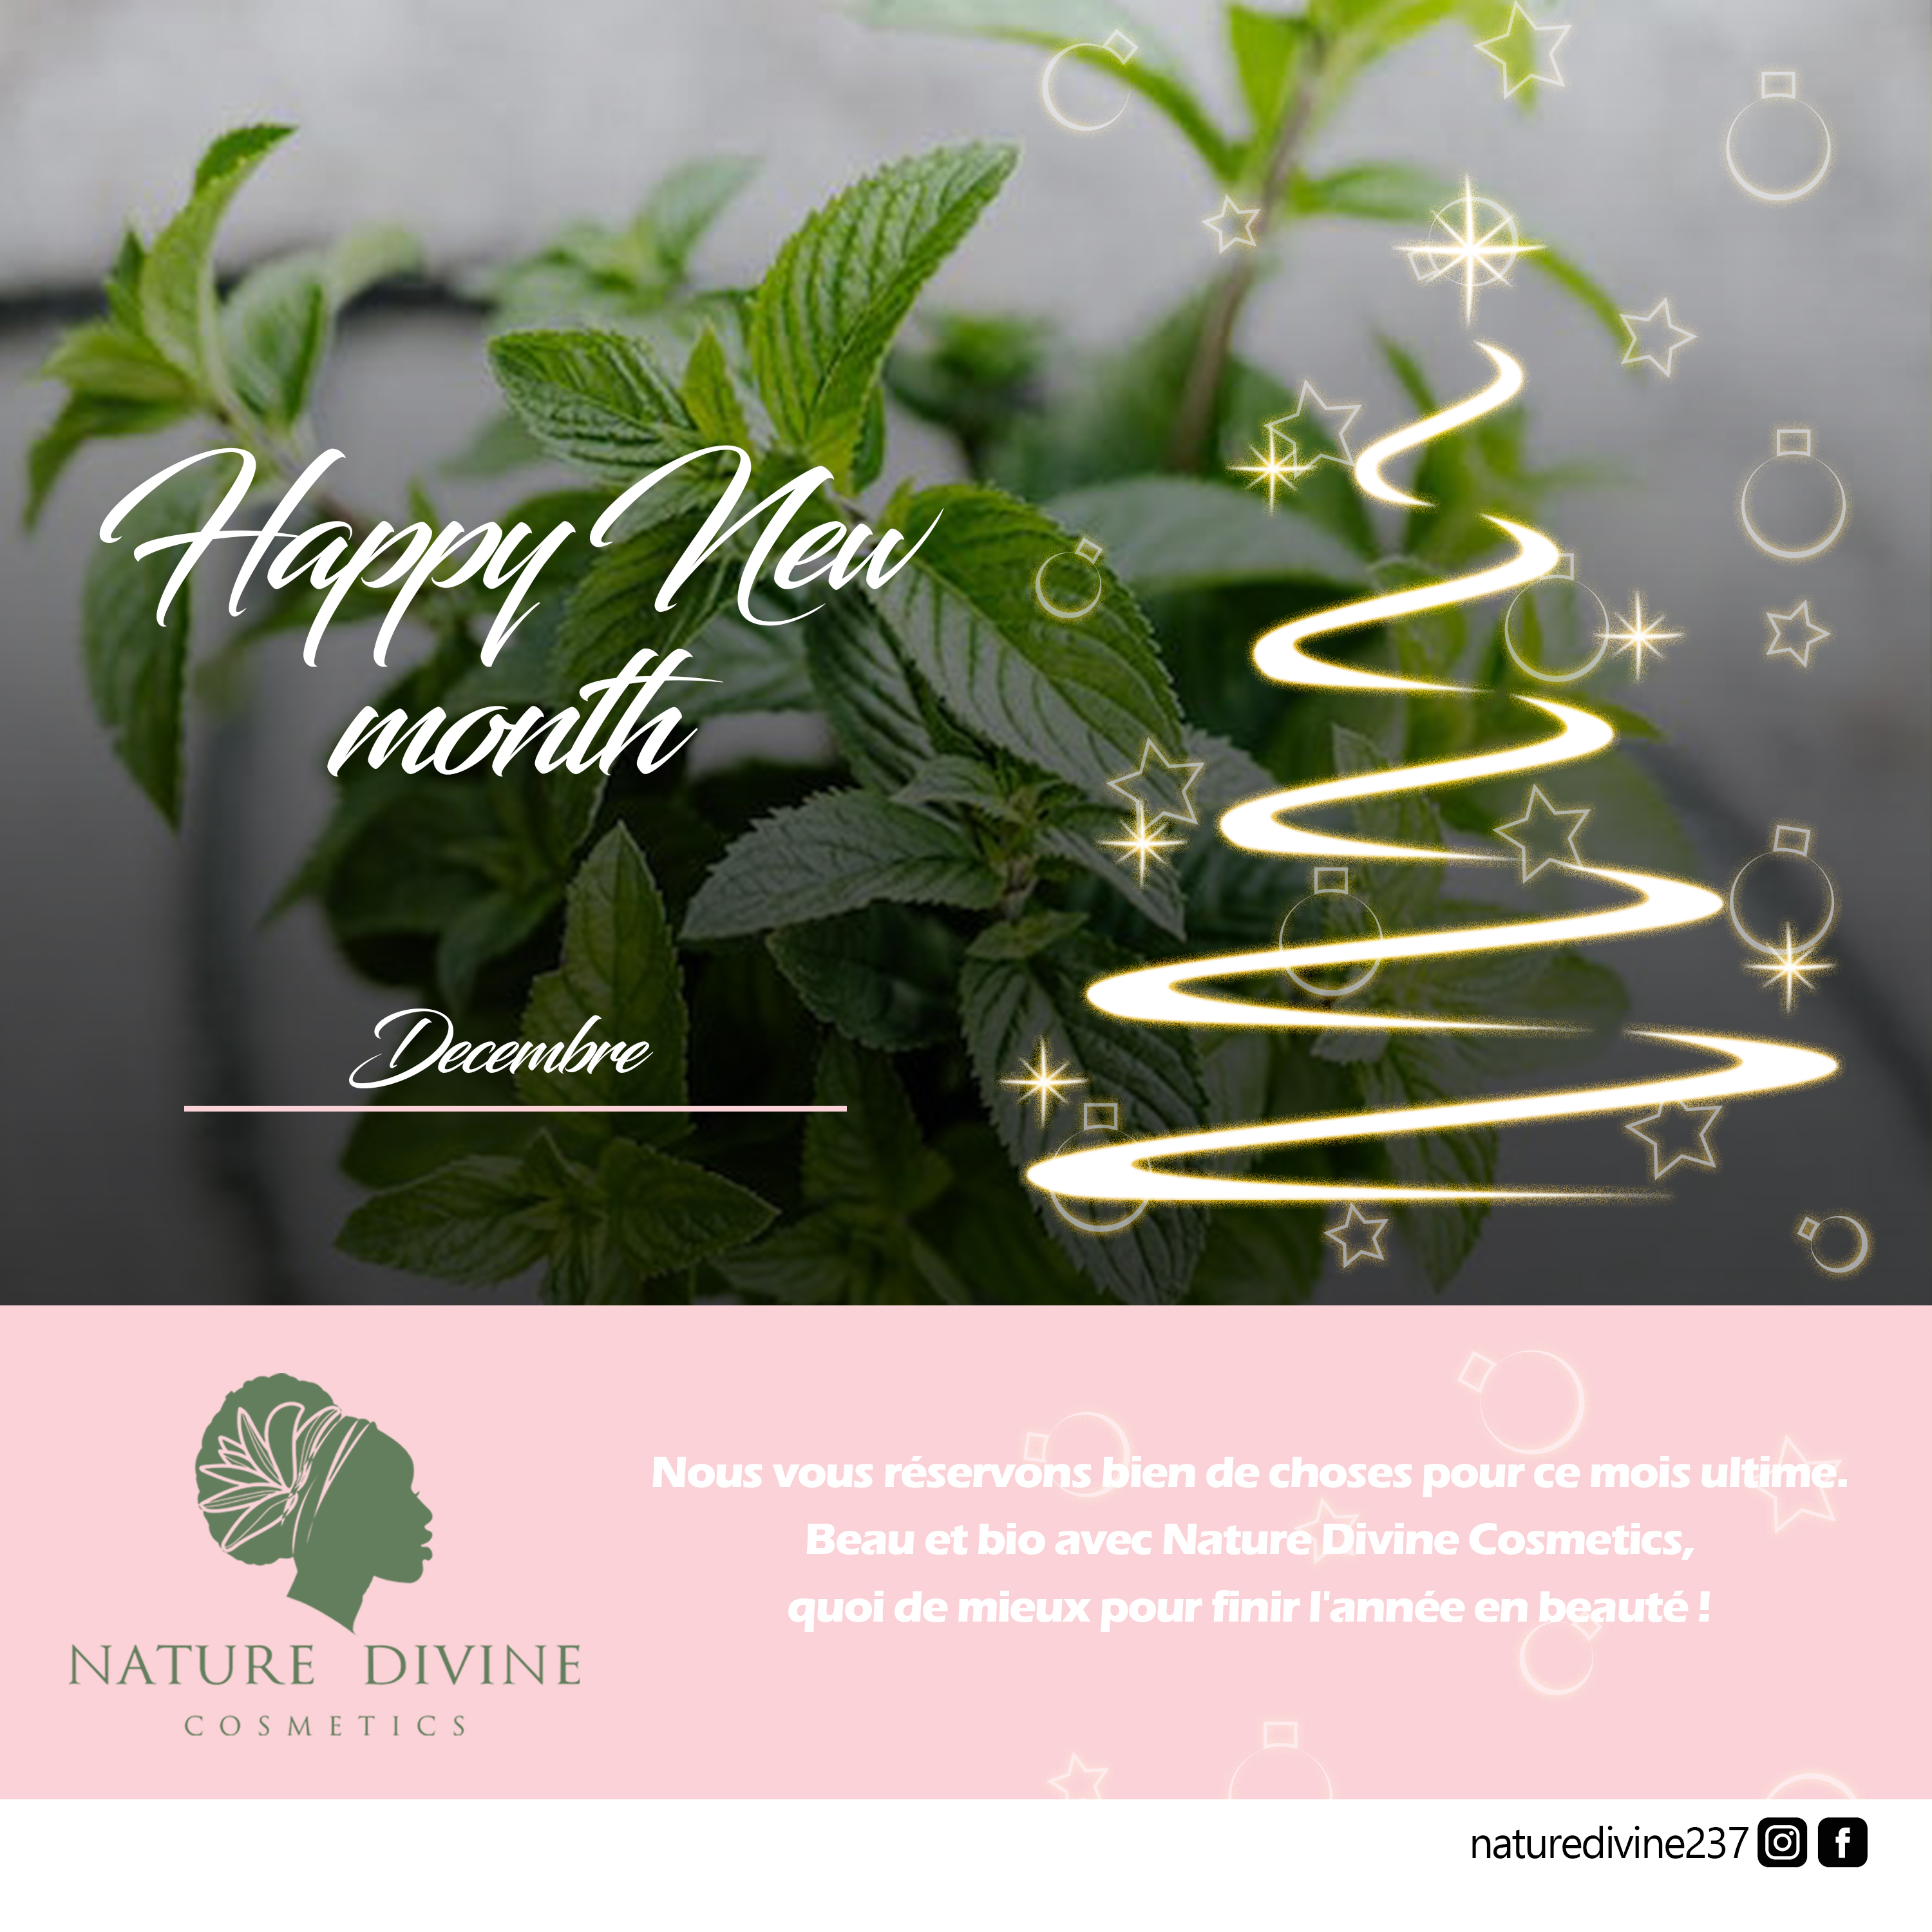 Happy New
month
Decembre
Nous vous réservons bien de choses pour ce mois ultime.
Beau et bio avec Nature Divine Cosmetics,
quoi de mieux pour finir l'année en beauté !
NATURE DIVINE
COSMETICS
naturedivine237